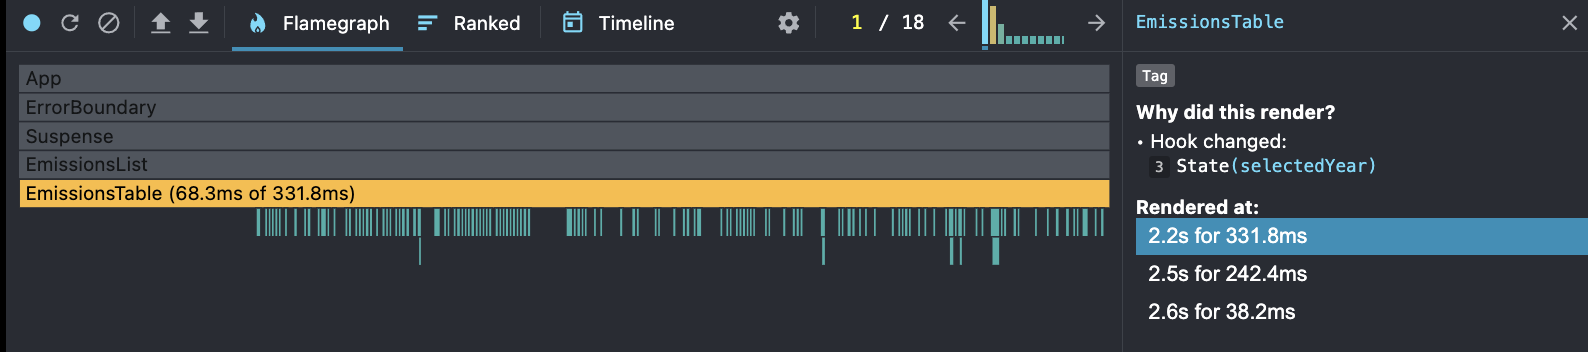 Flamegraph Ranked Timeline 1 / 18
App
ErrorBoundary
Suspense
EmissionsList
EmissionsTable (68.3ms of 331.8ms)
EmissionsTable
Tag
Why did this render?
• Hook changed:
3 State(selectedYear)
Rendered at:
2.2s for 331.8ms
2.5s for 242.4ms
2.6s for 38.2ms